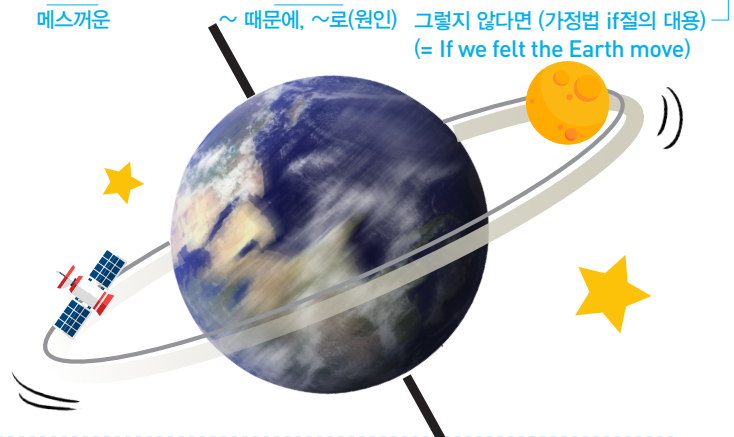 메스꺼운
~ 때문에, ~로(원인)
그렇지 않다면 (가정법 if절의 대용)
(= If we felt the Earth move)